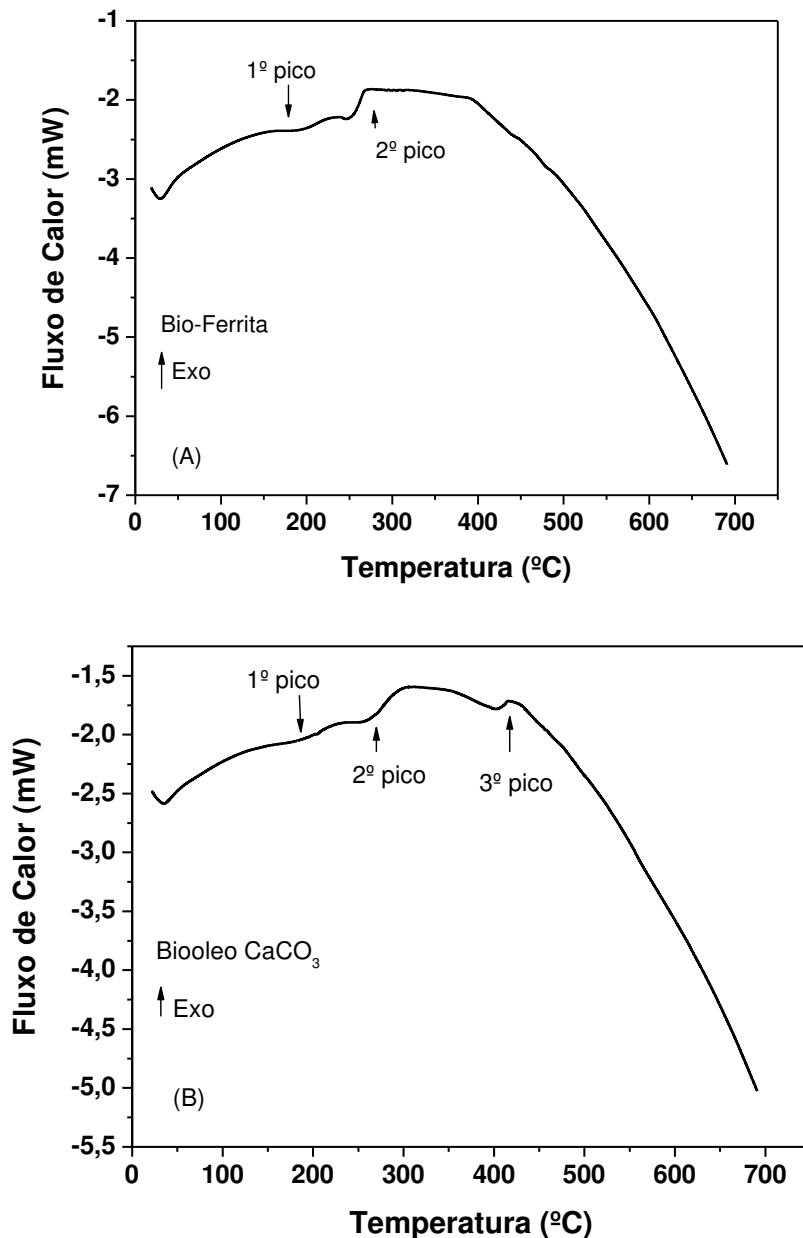 -1
-2
-3
-4
-5
-6
-7
Fluxo de Calor (mW)
1º pico
2º pico
Bio-Ferrita
Exo
(A)
0 100 200 300 400 500 600 700
Temperatura (ºC)
-1,5
-2,0
-2,5
-3,0
-3,5
-4,0
-4,5
-5,0
-5,5
Fluxo de Calor (mW)
1º pico
2º pico
3º pico
Biooleo CaCO₃
Exo
(B)
0 100 200 300 400 500 600 700
Temperatura (ºC)